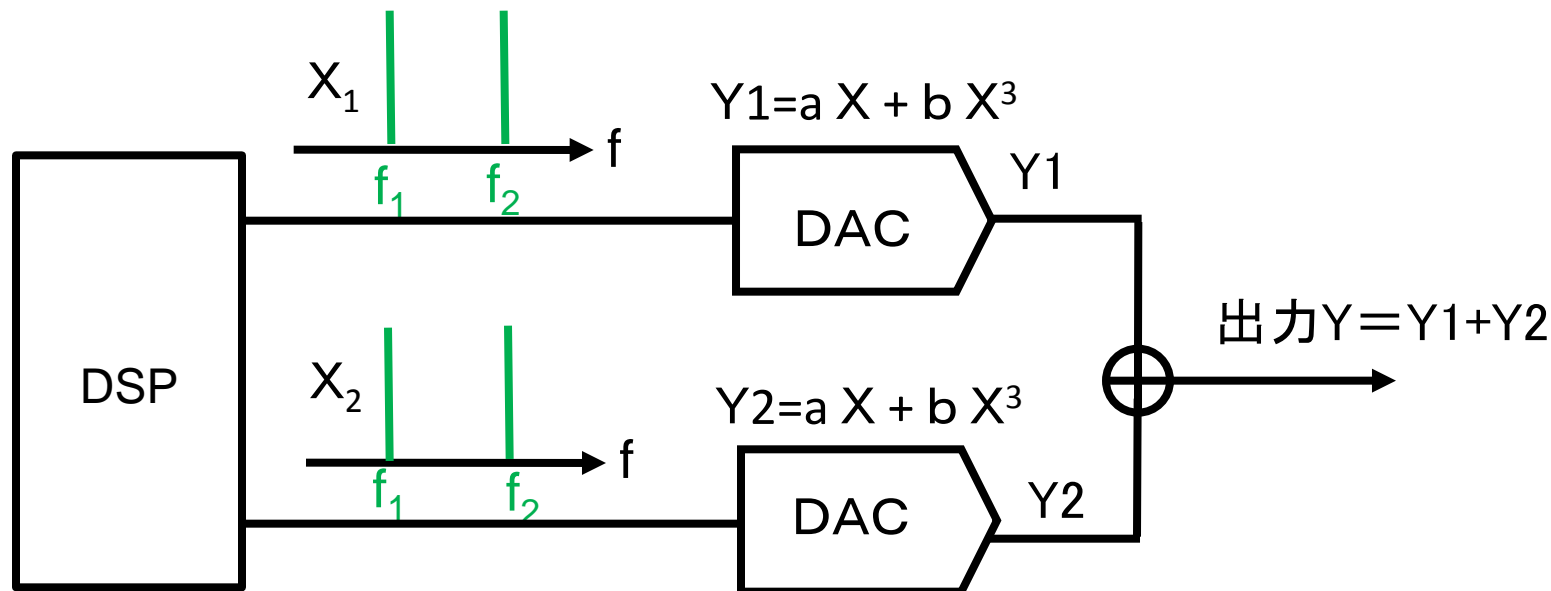 X₁
f
f₁
f₂
Y1=a X + b X³
DAC
Y1
DSP
出力Y＝Y1+Y2
X₂
f
f₁
f₂
Y2=a X + b X³
DAC
Y2